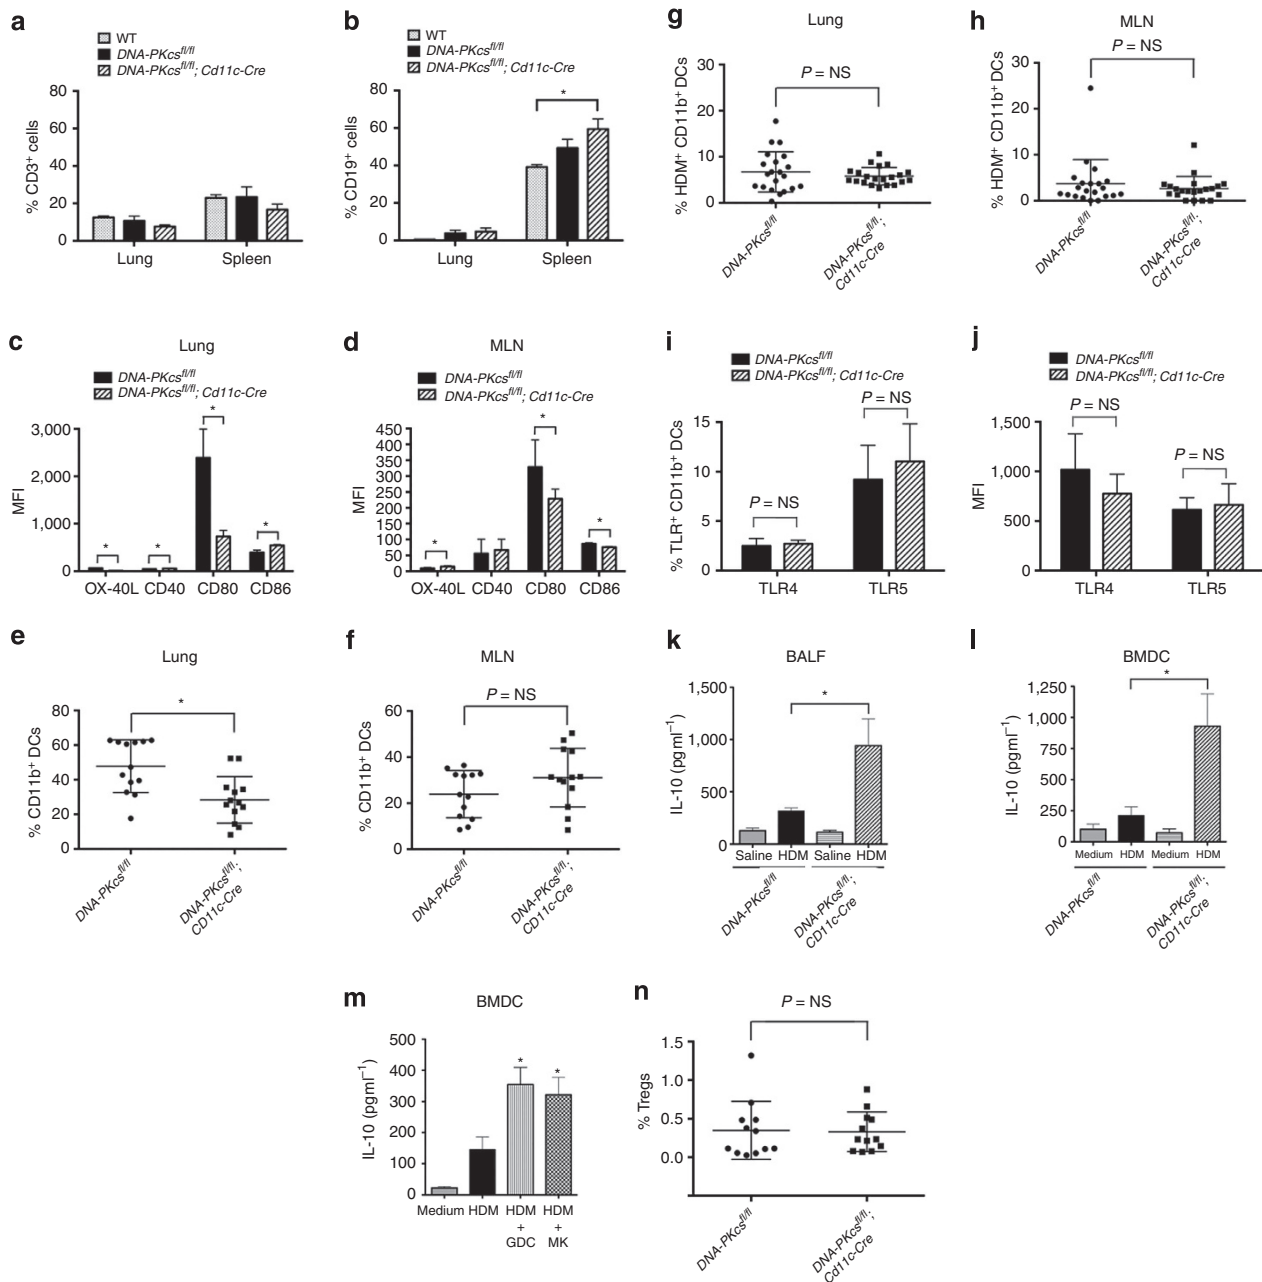 a
WT
DNA-PKcsfl/fl
DNA-PKcsfl/fl; Cd11c-Cre
% CD3+ cells
80
60
40
20
0
Lung
Spleen
b
WT
DNA-PKcsfl/fl
DNA-PKcsfl/fl; Cd11c-Cre
% CD19+ cells
80
60
40
20
0
*
Lung
Spleen
g
Lung
P = NS
% HDM+ CD11b+ DCs
30
20
10
0
DNA-PKcsfl/fl
DNA-PKcsfl/fl;
Cd11c-Cre
h
MLN
P = NS
% HDM+ CD11b+ DCs
30
20
10
0
DNA-PKcsfl/fl
DNA-PKcsfl/fl;
Cd11c-Cre
c
Lung
DNA-PKcsfl/fl
DNA-PKcsfl/fl; Cd11c-Cre
MFI
3,000
2,000
1,000
0
*
*
*
*
OX-40L CD40 CD80 CD86
d
MLN
DNA-PKcsfl/fl
DNA-PKcsfl/fl; Cd11c-Cre
MFI
450
400
350
300
250
200
150
100
50
0
*
*
*
OX-40L CD40 CD80 CD86
i
DNA-PKcsfl/fl
DNA-PKcsfl/fl; Cd11c-Cre
% TLR+ CD11b+ DCs
15
10
5
0
P = NS
P = NS
TLR4
TLR5
j
DNA-PKcsfl/fl
DNA-PKcsfl/fl; Cd11c-Cre
MFI
1,500
1,000
500
0
P = NS
P = NS
TLR4
TLR5
e
Lung
*
% CD11b+ DCs
80
60
40
20
0
DNA-PKcsfl/fl
DNA-PKcsfl/fl;
CD11c-Cre
f
MLN
P = NS
% CD11b+ DCs
60
40
20
0
DNA-PKcsfl/fl
DNA-PKcsfl/fl.
CD11c-Cre
k
BALF
IL-10 (pg ml−1)
1,500
1,000
500
0
*
Saline HDM Saline HDM
DNA-PKcsfl/fl
DNA-PKcsfl/fl.
CD11c-Cre
l
BMDC
IL-10 (pg ml−1)
1,250
1,000
750
500
250
0
*
Medium HDM Medium HDM
DNA-PKcsfl/fl
DNA-PKcsfl/fl;
CD11c-Cre
m
BMDC
IL-10 (pg ml−1)
500
400
300
200
100
0
*
*
Medium HDM HDM HDM
+ +
GDC MK
n
P = NS
% Tregs
1.5
1.0
0.5
0.0
DNA-PKcsfl/fl
DNA-PKcsfl/fl.;
Cd11c-Cre